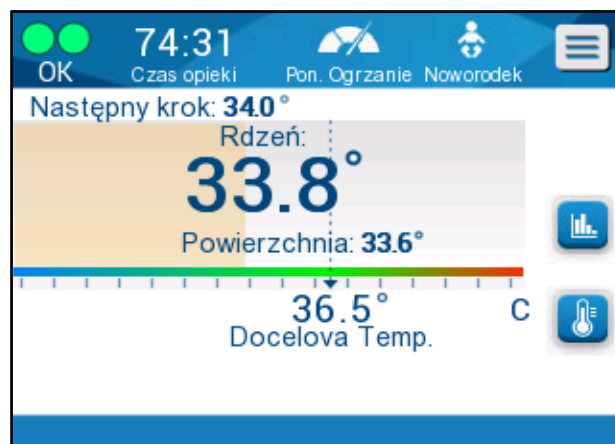 OK
74:31
Czas opieki
Pon. Ogrzanie
Noworodek
Następny krok: 34.0°
Rdzeń:
33.8°
Powierzchnia: 33.6°
36.5°
C
Docelova Temp.